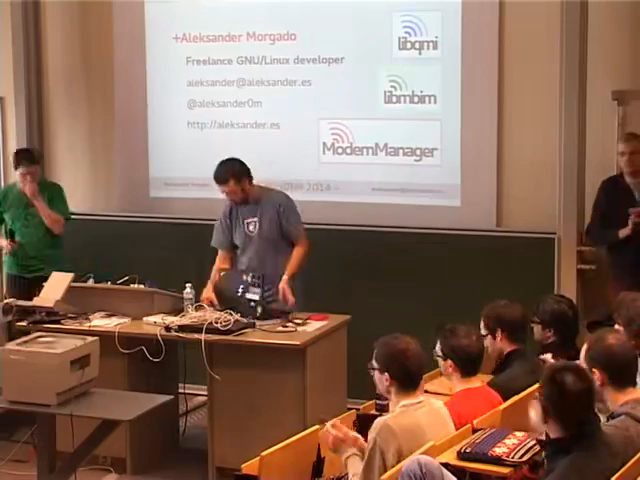 +Aleksander Morgado
Freelance GNU/Linux developer
aleksander@aleksander.es
@aleksander0m
http://aleksander.es
libqmi
libmbim
ModemManager
2014